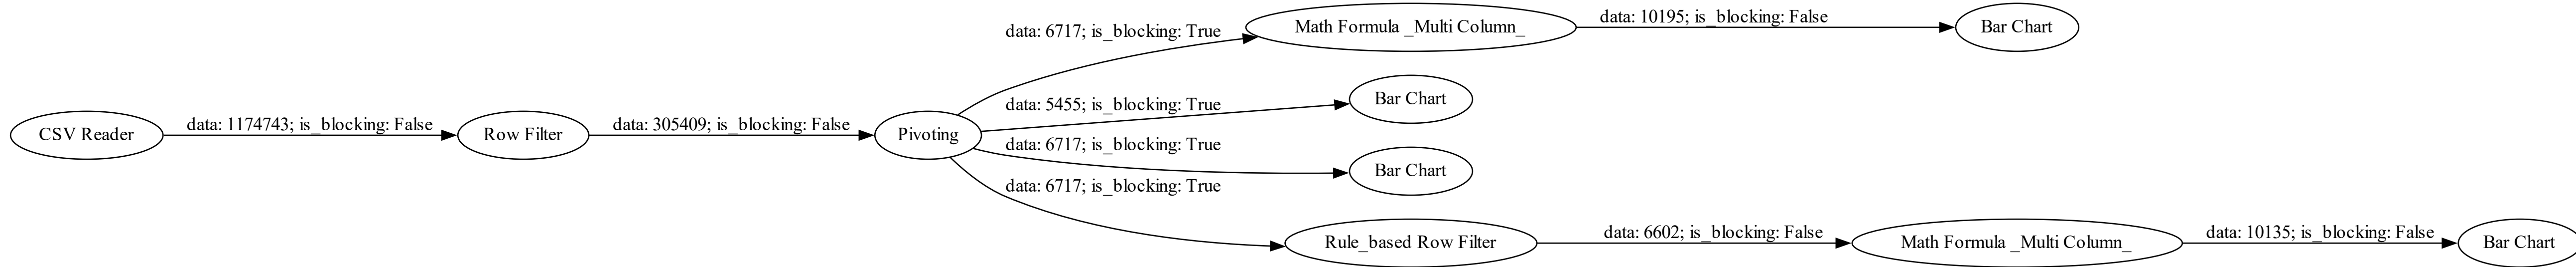 CSV Reader
data: 1174743; is_blocking: False
Row Filter
data: 305409; is_blocking: False
Pivoting
data: 6717; is_blocking: True
Math Formula _Multi Column_
data: 10195; is_blocking: False
Bar Chart
data: 5455; is_blocking: True
Bar Chart
data: 6717; is_blocking: True
Bar Chart
data: 6717; is_blocking: True
Rule_based Row Filter
data: 6602; is_blocking: False
Math Formula _Multi Column_
data: 10135; is_blocking: False
Bar Chart